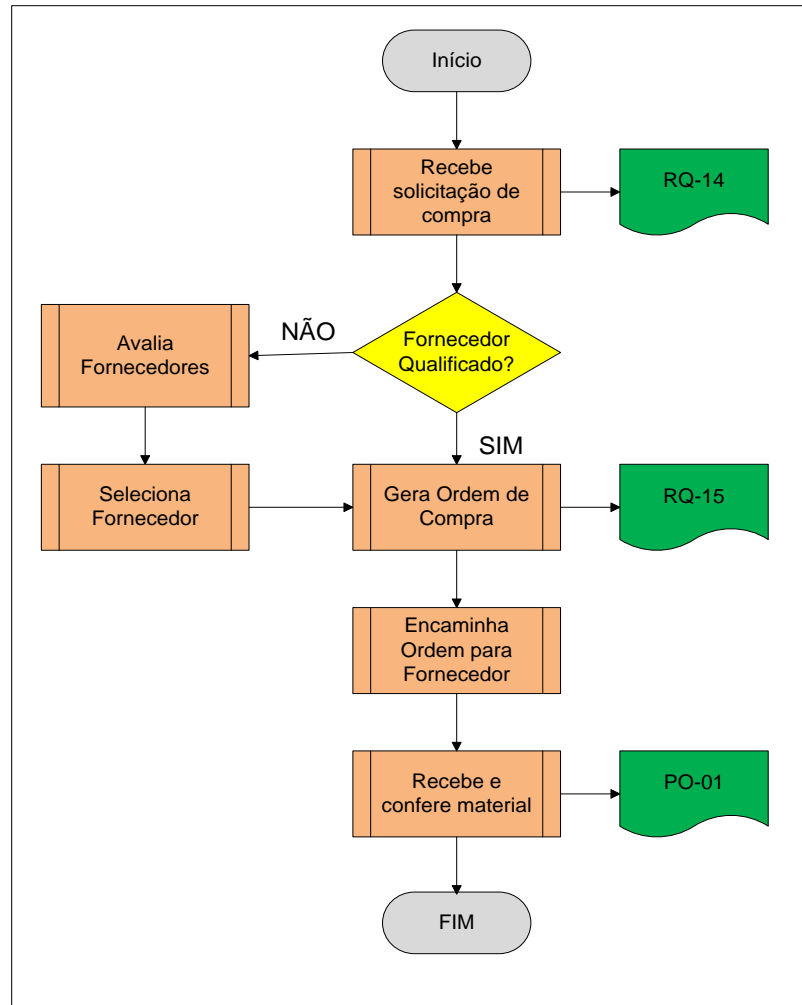 Início
Recebe
solicitação de
compra
RQ-14
Fornecedor
Qualificado?
NÃO
Avalia
Fornecedores
SIM
Seleciona
Fornecedor
Gera Ordem de
Compra
RQ-15
Encaminha
Ordem para
Fornecedor
Recebe e
confere material
PO-01
FIM